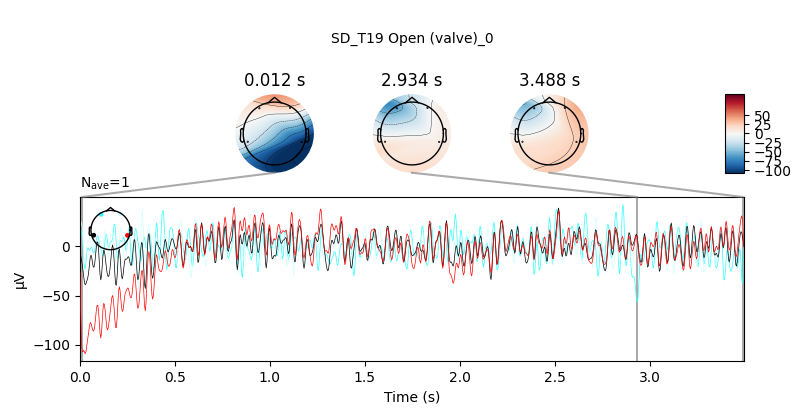 SD_T19 Open (valve)_0
0.012 s 2.934 s 3.488 s
50
25
0
−25
−50
−75
−100
Nave=1
0
−50
−100
µV
0.0 0.5 1.0 1.5 2.0 2.5 3.0
Time (s)